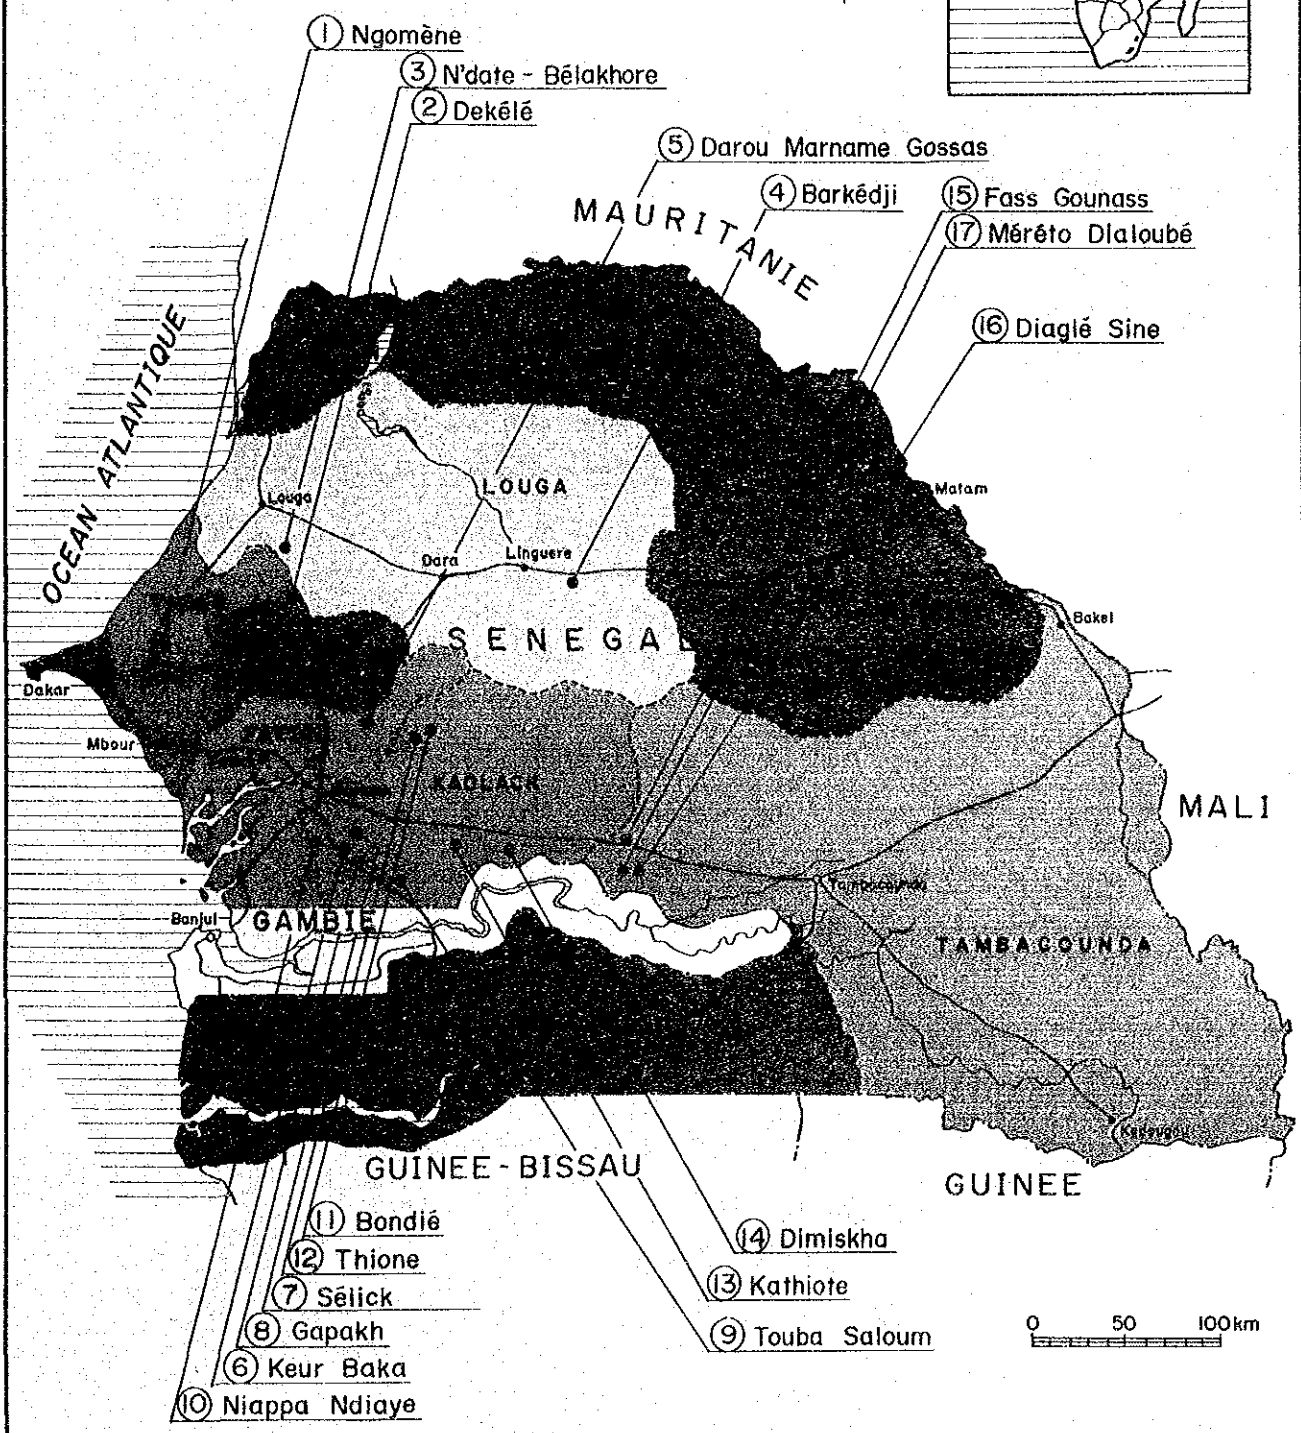 ① Ngomène
③ N'date - Bélakhore
② Dekélé
⑤ Darou Marname Gossas
④ Barkédji
⑮ Fass Gounass
⑰ Méréto Dialoubé
⑯ Diaglé Sine
MAURITANIE
OCEAN ATLANTIQUE
Louga
LOUGA
Matam
Dara
Linguere
SENEGAL
Bakel
Dakar
Mbour
KAOLACK
MALI
Tambacounda
Banjul
GAMBIE
TAMBACOUNDA
Kedougou
GUINEE-BISSAU
GUINEE
⑪ Bondié
⑫ Thione
⑦ Sélick
⑧ Gapakh
⑥ Keur Baka
⑩ Niappa Ndiaye
⑭ Dimiskha
⑬ Kathiote
⑨ Touba Saloum
0 50 100km